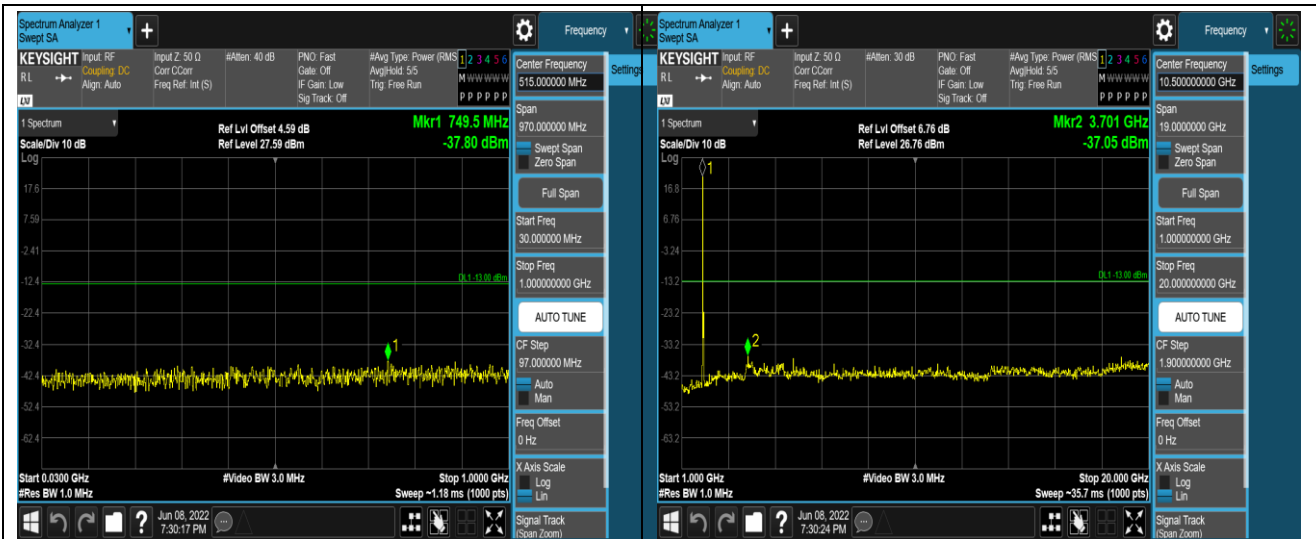 Spectrum Analyzer 1
Swept SA
+
Frequency
KEYSIGHT
Input: RF
Input Z: 50 Ω
#Atten: 40 dB
PNO: Fast
#Avg Type: Power (RMS
1 2 3 4 5 6
RL
Coupling: DC
Corr CCorr
Gate: Off
Avg|Hold: 5/5
M W W W W W
Align: Auto
Freq Ref: Int (S)
IF Gain: Low
Trig: Free Run
Sig Track: Off
P P P P P P
LXI
1 Spectrum
Ref Lvl Offset 4.59 dB
Mkr1 749.5 MHz
Scale/Div 10 dB
Ref Level 27.59 dBm
-37.80 dBm
Log
17.6
7.59
-2.41
-12.4
DL1 -13.00 dBm
-22.4
-32.4
1
-42.4
-52.4
-62.4
Start 0.0300 GHz
#Video BW 3.0 MHz
Stop 1.0000 GHz
#Res BW 1.0 MHz
Sweep ~1.18 ms (1000 pts)
Center Frequency
515.000000 MHz
Settings
Span
970.000000 MHz
Swept Span
Zero Span
Full Span
Start Freq
30.000000 MHz
Stop Freq
1.000000000 GHz
AUTO TUNE
CF Step
97.000000 MHz
Auto
Man
Freq Offset
0 Hz
X Axis Scale
Log
Lin
Signal Track
(Span Zoom)
?
Jun 08, 2022
7:30:17 PM
Spectrum Analyzer 1
Swept SA
+
Frequency
KEYSIGHT
Input: RF
Input Z: 50 Ω
#Atten: 30 dB
PNO: Fast
#Avg Type: Power (RMS
1 2 3 4 5 6
RL
Coupling: DC
Corr CCorr
Gate: Off
Avg|Hold: 5/5
M W W W W W
Align: Auto
Freq Ref: Int (S)
IF Gain: Low
Trig: Free Run
Sig Track: Off
P P P P P P
LXI
1 Spectrum
Ref Lvl Offset 6.76 dB
Mkr2 3.701 GHz
Scale/Div 10 dB
Ref Level 26.76 dBm
-37.05 dBm
Log
1
16.8
6.76
-3.24
-13.2
DL1 -13.00 dBm
-23.2
-33.2
2
-43.2
-53.2
-63.2
Start 1.000 GHz
#Video BW 3.0 MHz
Stop 20.000 GHz
#Res BW 1.0 MHz
Sweep ~35.7 ms (1000 pts)
Center Frequency
10.500000000 GHz
Settings
Span
19.0000000 GHz
Swept Span
Zero Span
Full Span
Start Freq
1.000000000 GHz
Stop Freq
20.000000000 GHz
AUTO TUNE
CF Step
1.900000000 GHz
Auto
Man
Freq Offset
0 Hz
X Axis Scale
Log
Lin
Signal Track
(Span Zoom)
?
Jun 08, 2022
7:30:24 PM